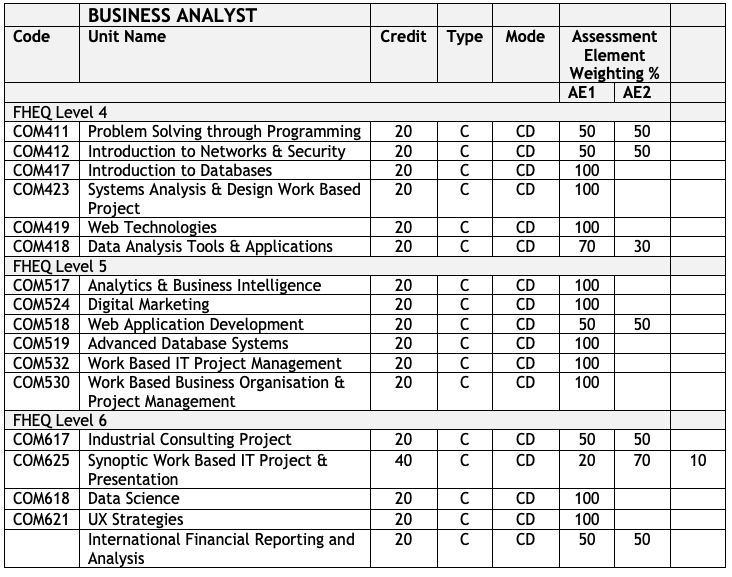 BUSINESS ANALYST
Code Unit Name Credit Type Mode Assessment
Element
Weighting %
AE1 AE2
FHEQ Level 4
COM411 Problem Solving through Programming 20 C CD 50 50
COM412 Introduction to Networks & Security 20 C CD 50 50
COM417 Introduction to Databases 20 C CD 100
COM423 Systems Analysis & Design Work Based 20 C CD 100
Project
COM419 Web Technologies 20 C CD 100
COM418 Data Analysis Tools & Applications 20 C CD 70 30
FHEQ Level 5
COM517 Analytics & Business Intelligence 20 C CD 100
COM524 Digital Marketing 20 C CD 100
COM518 Web Application Development 20 C CD 50 50
COM519 Advanced Database Systems 20 C CD 100
COM532 Work Based IT Project Management 20 C CD 100
COM530 Work Based Business Organisation & 20 C CD 100
Project Management
FHEQ Level 6
COM617 Industrial Consulting Project 20 C CD 50 50
COM625 Synoptic Work Based IT Project & 40 C CD 20 70 10
Presentation
COM618 Data Science 20 C CD 100
COM621 UX Strategies 20 C CD 100
International Financial Reporting and 20 C CD 50 50
Analysis